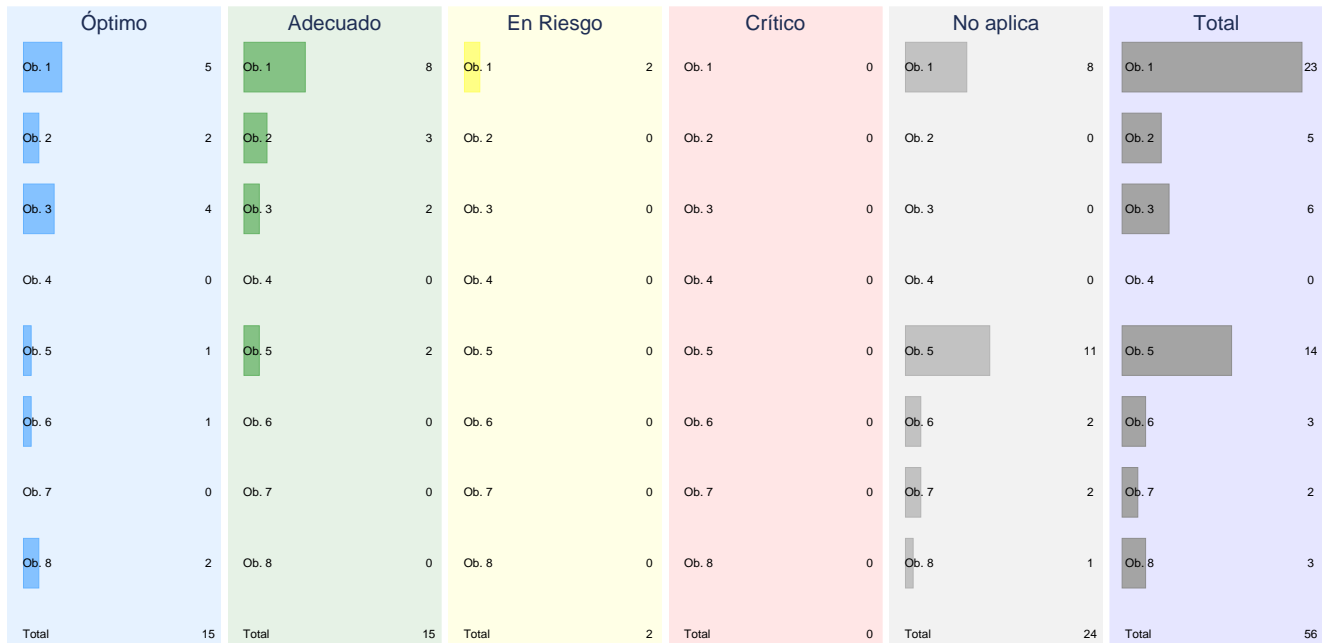 Óptimo Adecuado En Riesgo Crítico No aplica Total
Ob. 1 5 Ob. 1 8 Ob. 1 2 Ob. 1 0 Ob. 1 8 Ob. 1 23
Ob. 2 2 Ob. 2 3 Ob. 2 0 Ob. 2 0 Ob. 2 0 Ob. 2 5
Ob. 3 4 Ob. 3 2 Ob. 3 0 Ob. 3 0 Ob. 3 0 Ob. 3 6
Ob. 4 0 Ob. 4 0 Ob. 4 0 Ob. 4 0 Ob. 4 0 Ob. 4 0
Ob. 5 1 Ob. 5 2 Ob. 5 0 Ob. 5 0 Ob. 5 11 Ob. 5 14
Ob. 6 1 Ob. 6 0 Ob. 6 0 Ob. 6 0 Ob. 6 2 Ob. 6 3
Ob. 7 0 Ob. 7 0 Ob. 7 0 Ob. 7 0 Ob. 7 2 Ob. 7 2
Ob. 8 2 Ob. 8 0 Ob. 8 0 Ob. 8 0 Ob. 8 1 Ob. 8 3
Total 15 Total 15 Total 2 Total 0 Total 24 Total 56